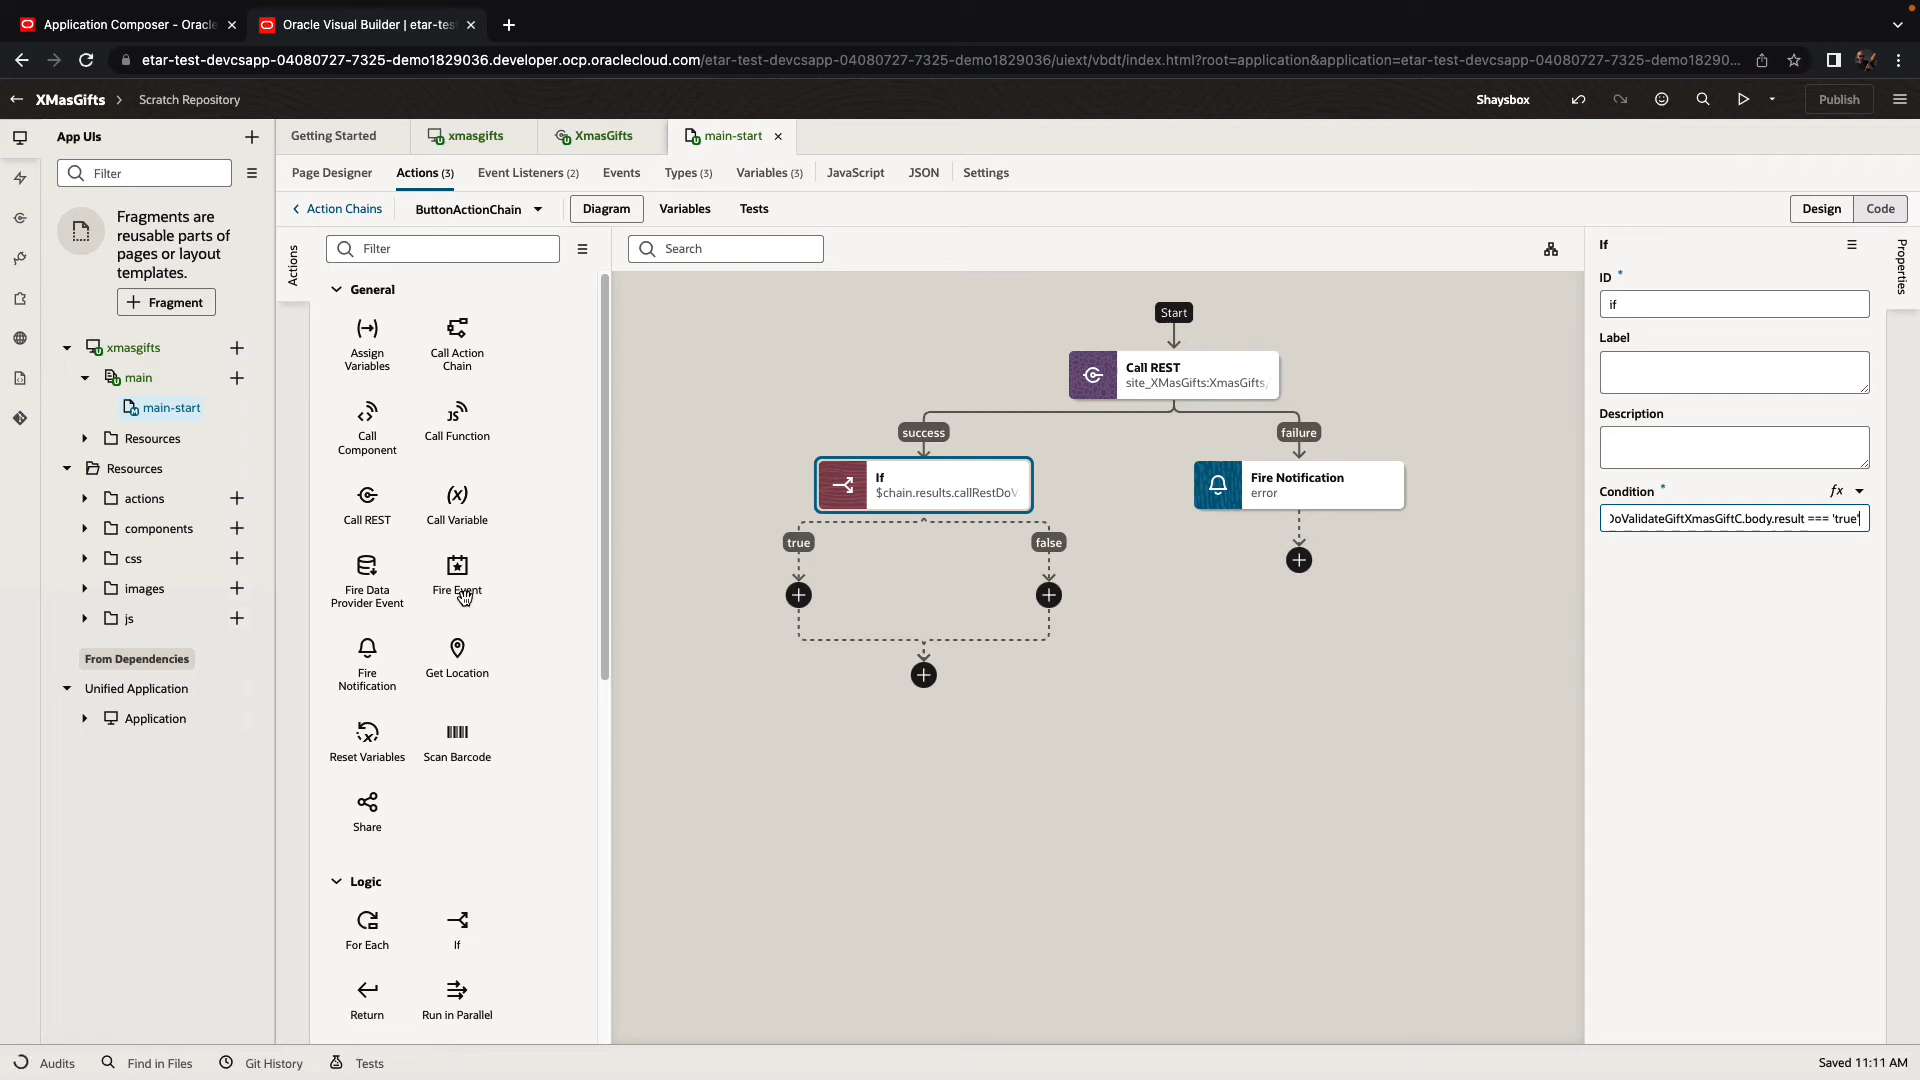 Application Composer - Oracle
Oracle Visual Builder | etar-tes
etar-test-devcsapp-04080727-7325-demo1829036.developer.ocp.oraclecloud.com/etar-test-devcsapp-04080727-7325-demo1829036/uiext/vbdt/index.html?root=application&application=etar-test-devcsapp-04080727-7325-demo18290...
XMasGifts
Scratch Repository
Shaysbox
Publish
App UIs
Getting Started
xmasgifts
XmasGifts
main-start
Filter
Page Designer
Actions (3)
Event Listeners (2)
Events
Types (3)
Variables (3)
JavaScript
JSON
Settings
Action Chains
ButtonActionChain
Diagram
Variables
Tests
Design
Code
Fragments are
reusable parts of
pages or layout
templates.
Fragment
xmasgifts
main
main-start
Resources
Resources
actions
components
css
images
js
From Dependencies
Unified Application
Application
Actions
Filter
General
Assign
Variables
Call Action
Chain
Call
Component
Call Function
Call REST
Call Variable
Fire Data
Provider Event
Fire Event
Fire
Notification
Get Location
Reset Variables
Scan Barcode
Share
Logic
For Each
If
Return
Run in Parallel
Search
Start
Call REST
site_XMasGifts:XmasGifts/
success
failure
If
$chain.results.callRestDoV
Fire Notification
error
true
false
If
Properties
ID *
if
Label
Description
Condition *
fx
DoValidateGiftXmasGiftC.body.result === 'true'
Audits
Find in Files
Git History
Tests
Saved 11:11 AM